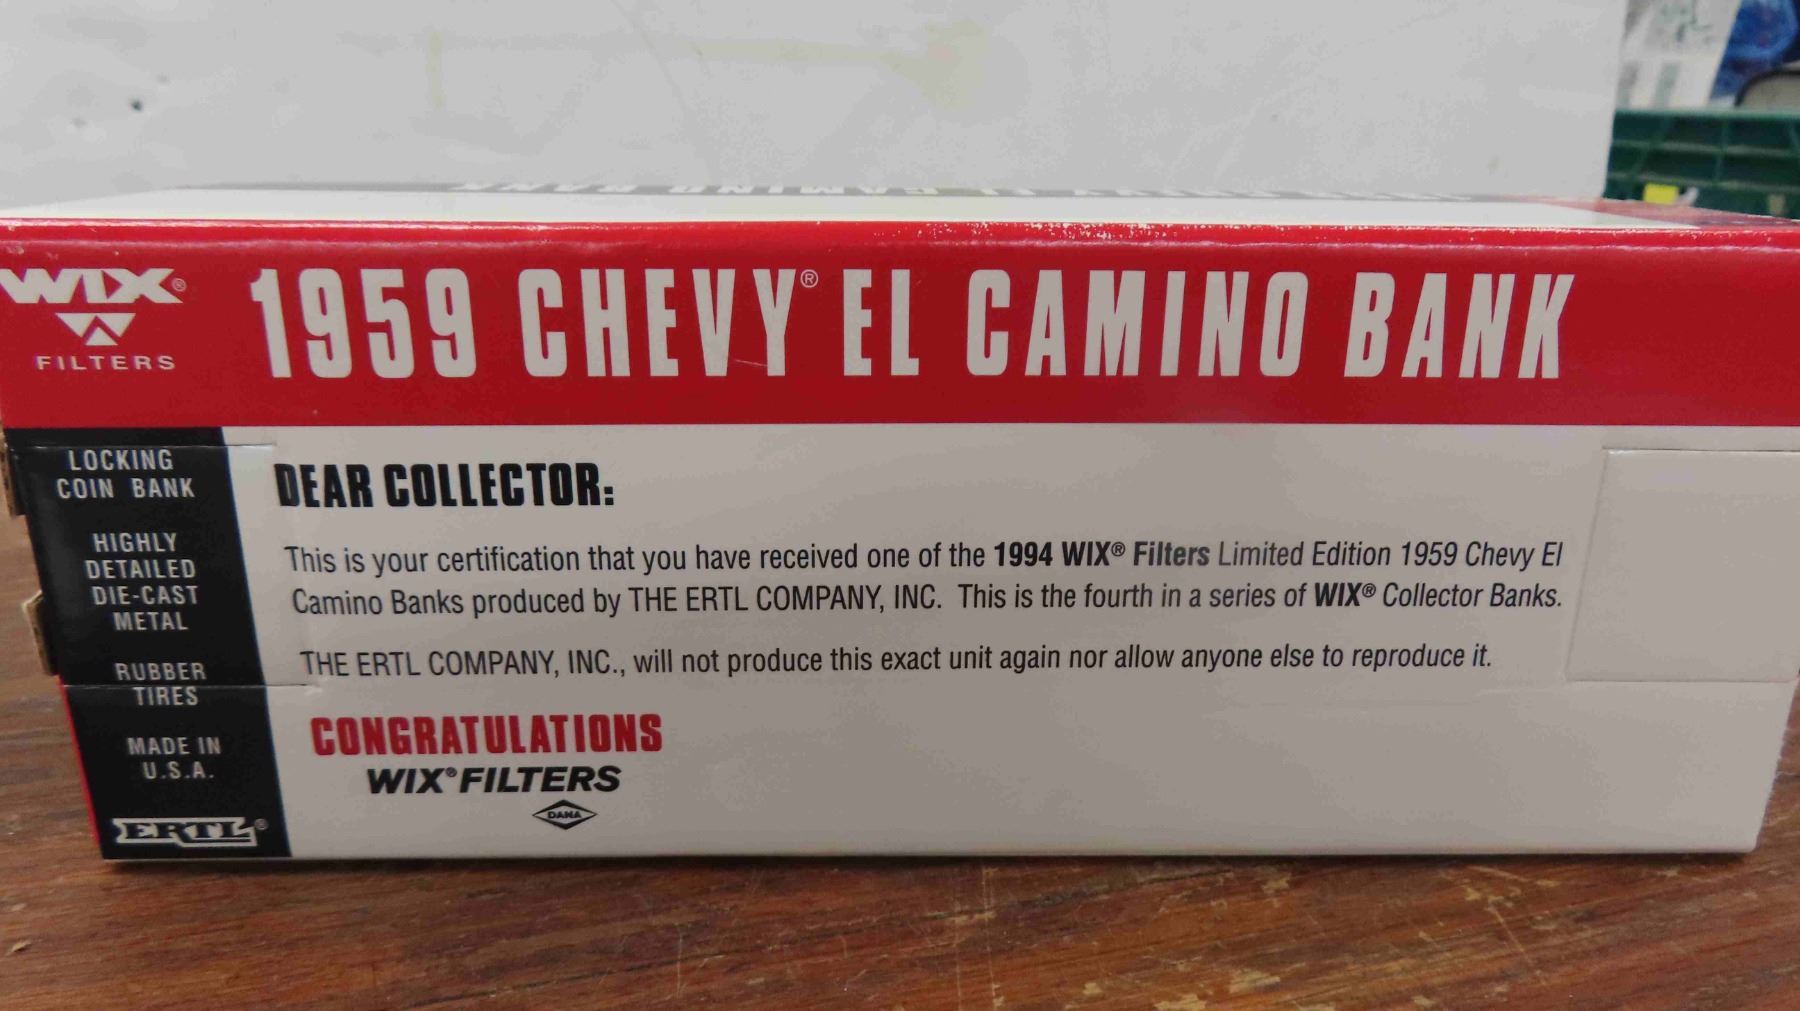 WIX®
FILTERS
1959 CHEVY® EL CAMINO BANK
LOCKING
COIN BANK
HIGHLY
DETAILED
DIE-CAST
METAL
RUBBER
TIRES
MADE IN
U.S.A.
ERTL®
DEAR COLLECTOR:
This is your certification that you have received one of the 1994 WIX® Filters Limited Edition 1959 Chevy El
Camino Banks produced by THE ERTL COMPANY, INC. This is the fourth in a series of WIX® Collector Banks.
THE ERTL COMPANY, INC., will not produce this exact unit again nor allow anyone else to reproduce it.
CONGRATULATIONS
WIX® FILTERS
DANA